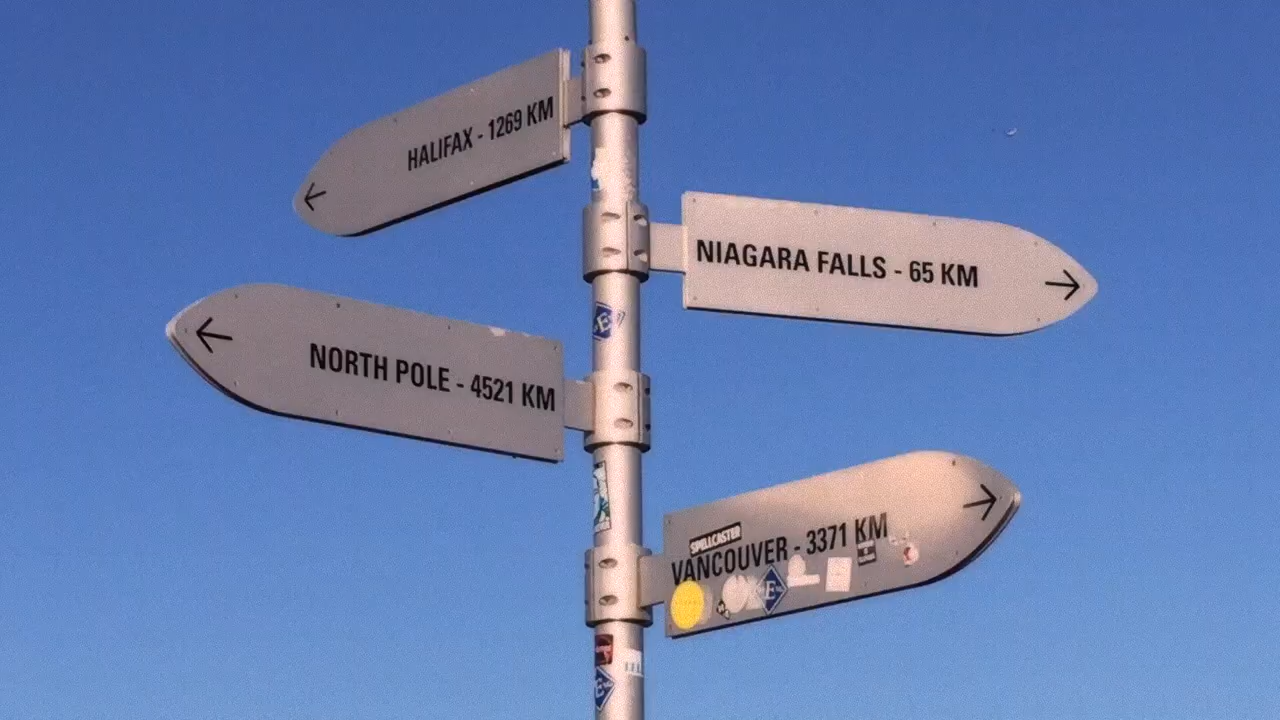 HALIFAX - 1269 KM
NIAGARA FALLS - 65 KM
NORTH POLE - 4521 KM
SPELLCASTER
VANCOUVER - 3371 KM
E
E
E